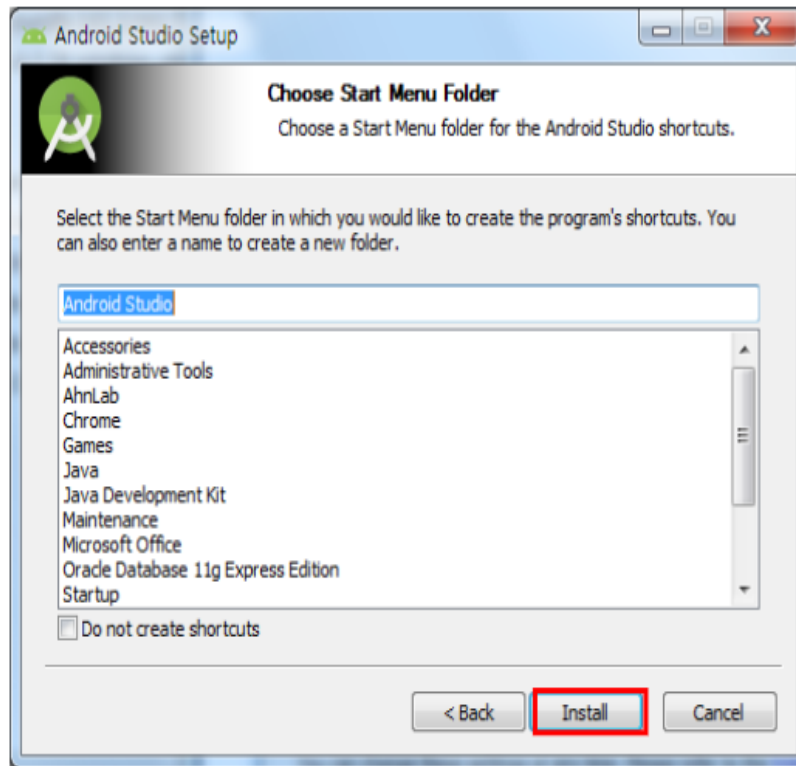 Android Studio Setup
Choose Start Menu Folder
Choose a Start Menu folder for the Android Studio shortcuts.
Select the Start Menu folder in which you would like to create the program's shortcuts. You
can also enter a name to create a new folder.
Android Studio
Accessories
Administrative Tools
AhnLab
Chrome
Games
Java
Java Development Kit
Maintenance
Microsoft Office
Oracle Database 11g Express Edition
Startup
Do not create shortcuts
< Back
Install
Cancel